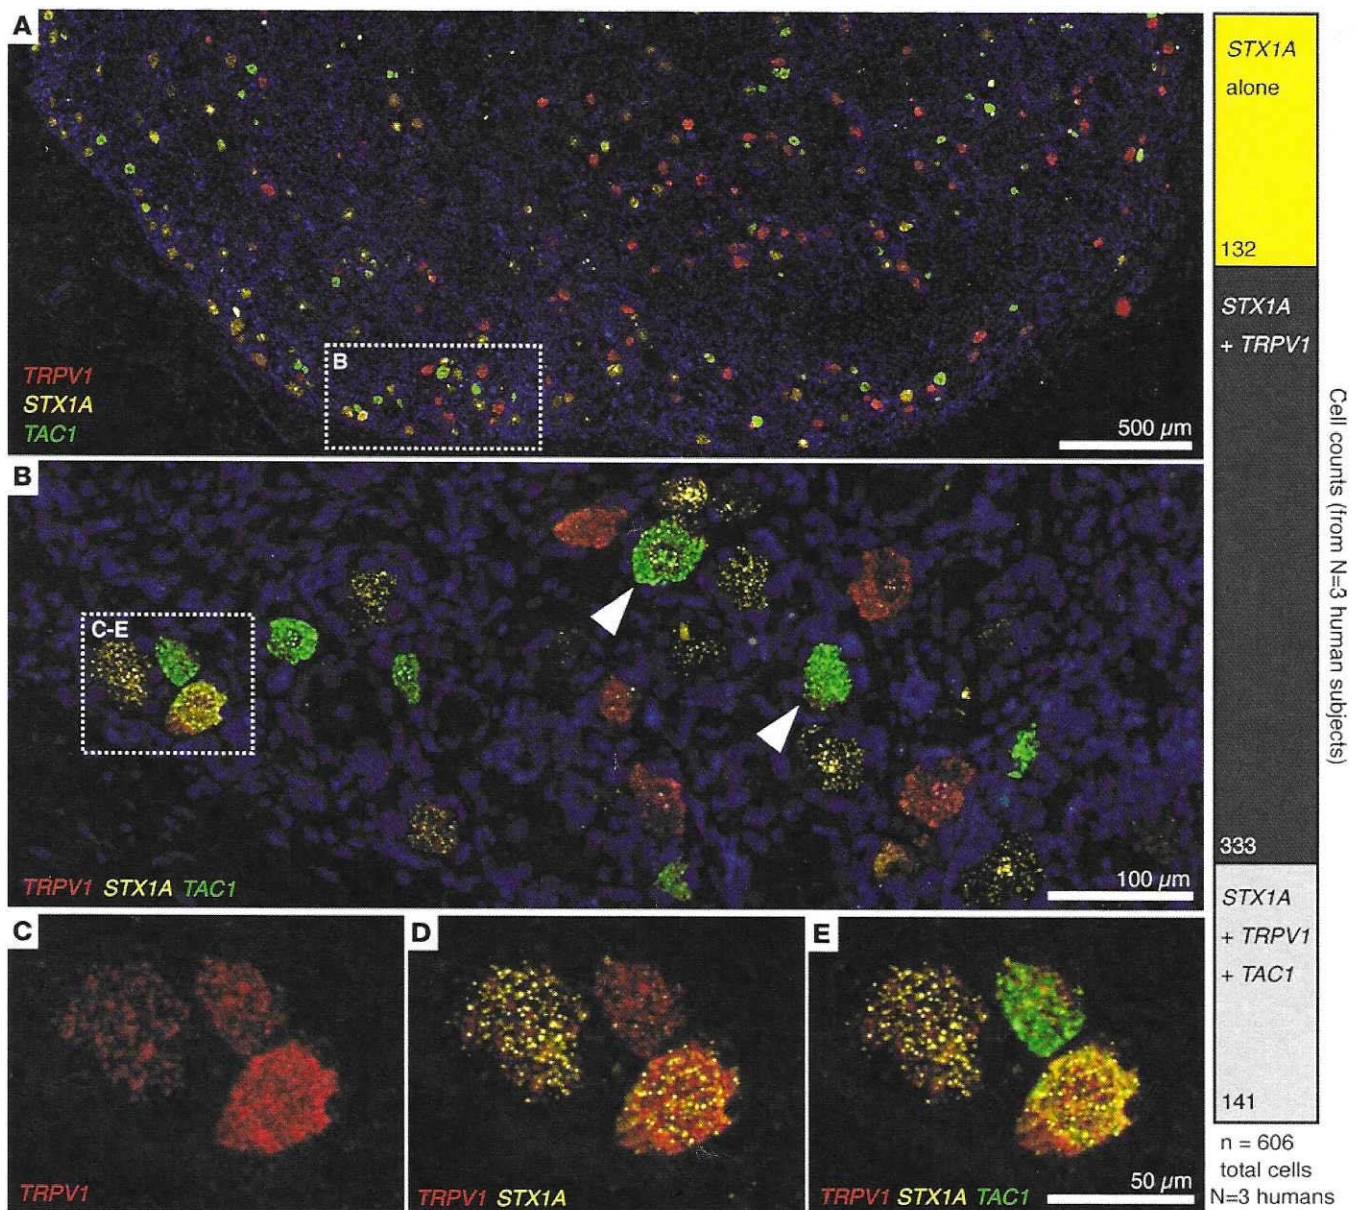 A
TRPV1
STX1A
TAC1
B
500 µm
B
C-E
TRPV1 STX1A TAC1
100 µm
C
TRPV1
D
TRPV1 STX1A
E
50 µm
TRPV1 STX1A TAC1
STX1A
alone
132
STX1A
+ TRPV1
333
STX1A
+ TRPV1
+ TAC1
141
n = 606
total cells
N=3 humans
Cell counts (from N=3 human subjects)